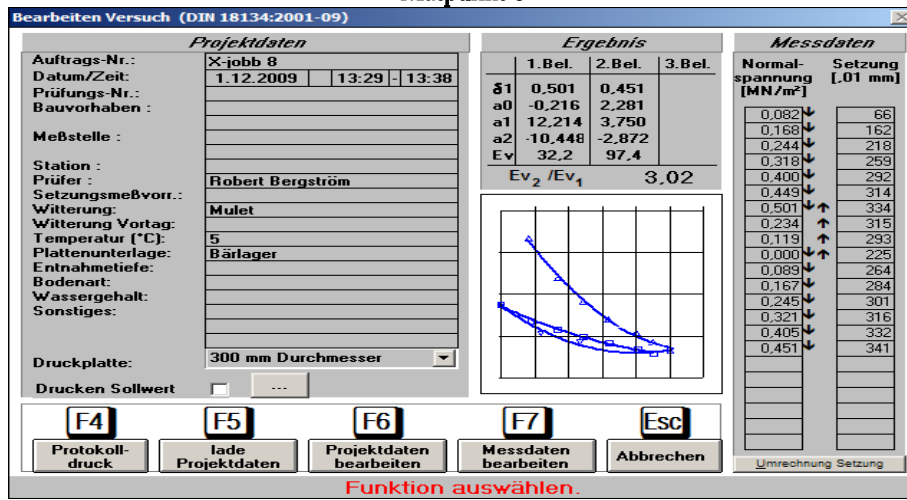 Bearbeiten Versuch (DIN 18134:2001-09)
Projektdaten
Auftrags-Nr.: X-jobb 8
Datum/Zeit: 1.12.2009 13:29 - 13:38
Prüfungs-Nr.:
Bauvorhaben :
Meßstelle :
Station :
Prüfer : Robert Bergström
Setzungsmeßvorr.:
Witterung: Mulet
Witterung Vortag:
Temperatur (°C): 5
Plattenunterlage: Bärlager
Entnahmetiefe:
Bodenart:
Wassergehalt:
Sonstiges:
Druckplatte: 300 mm Durchmesser
Drucken Sollwert ...
Ergebnis
1.Bel. 2.Bel. 3.Bel.
δ1 0,501 0,451
a0 -0,216 2,281
a1 12,214 3,750
a2 -10,448 -2,872
Ev 32,2 97,4
Ev2 /Ev1 3,02
Messdaten
Normal- Setzung
spannung [,01 mm]
[MN/m²]
0,082 66
0,168 162
0,244 218
0,318 259
0,400 292
0,449 314
0,501 334
0,234 315
0,119 293
0,000 225
0,089 264
0,167 284
0,245 301
0,321 316
0,405 332
0,451 341
Umrechnung Setzung
F4 F5 F6 F7 Esc
Protokoll-
druck
lade
Projektdaten
Projektdaten
bearbeiten
Messdaten
bearbeiten
Abbrechen
Funktion auswählen.